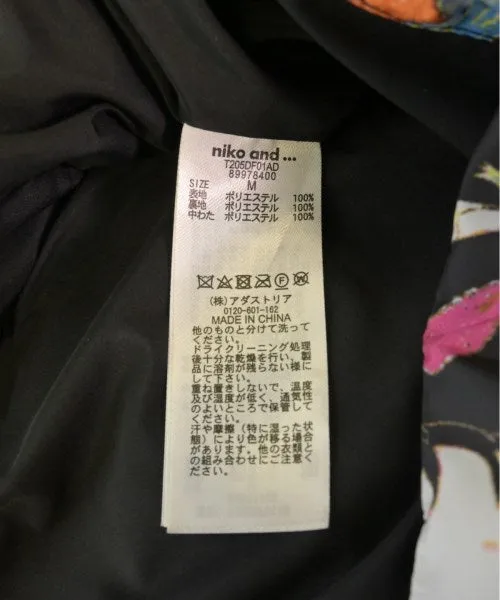 niko and ...
T205DF01AD
89978400
SIZE M
表地 ポリエステル 100%
裏地 ポリエステル 100%
中わた ポリエステル 100%
F W
(株)アダストリア
0120-601-162
MADE IN CHINA
他のものと分けて洗って
ください。
ドライクリーニング処理
後十分な乾燥を行い、製
品に溶剤が残らない様に
して下さい。
重ね置きしないで、温度
及び湿度が低く、通気性
のよいところで保管して
ください。
汗や摩擦(特に湿った状
態)により色が移る場合
があります。他の衣類と
の組み合わせにご注意く
ださい。